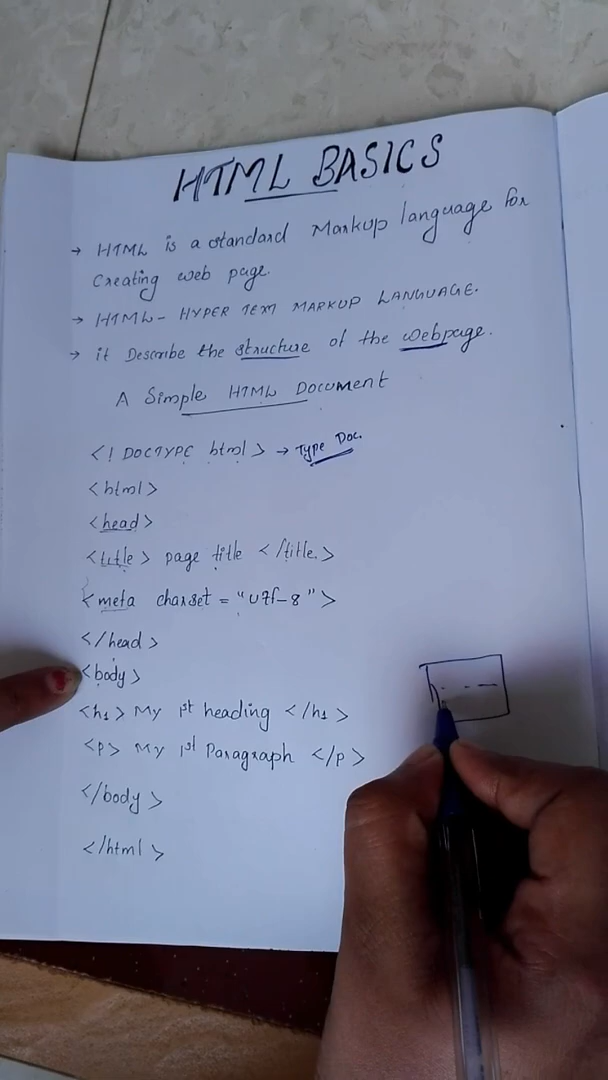 HTML BASICS
→ HTML is a standard Markup language for
Creating web page.
→ HTML - HYPER TEXT MARKUP LANGUAGE.
→ it Describe the structure of the webpage.
A Simple HTML DOCUMENT
<! DOCTYPE html> → Type Doc.
<html>
<head>
<title> page title </title>
<meta charset = "U7f-8">
</head>
<body>
<h1> My 1st heading </h1>
<p> My 1st Paragraph </p>
</body>
</html>